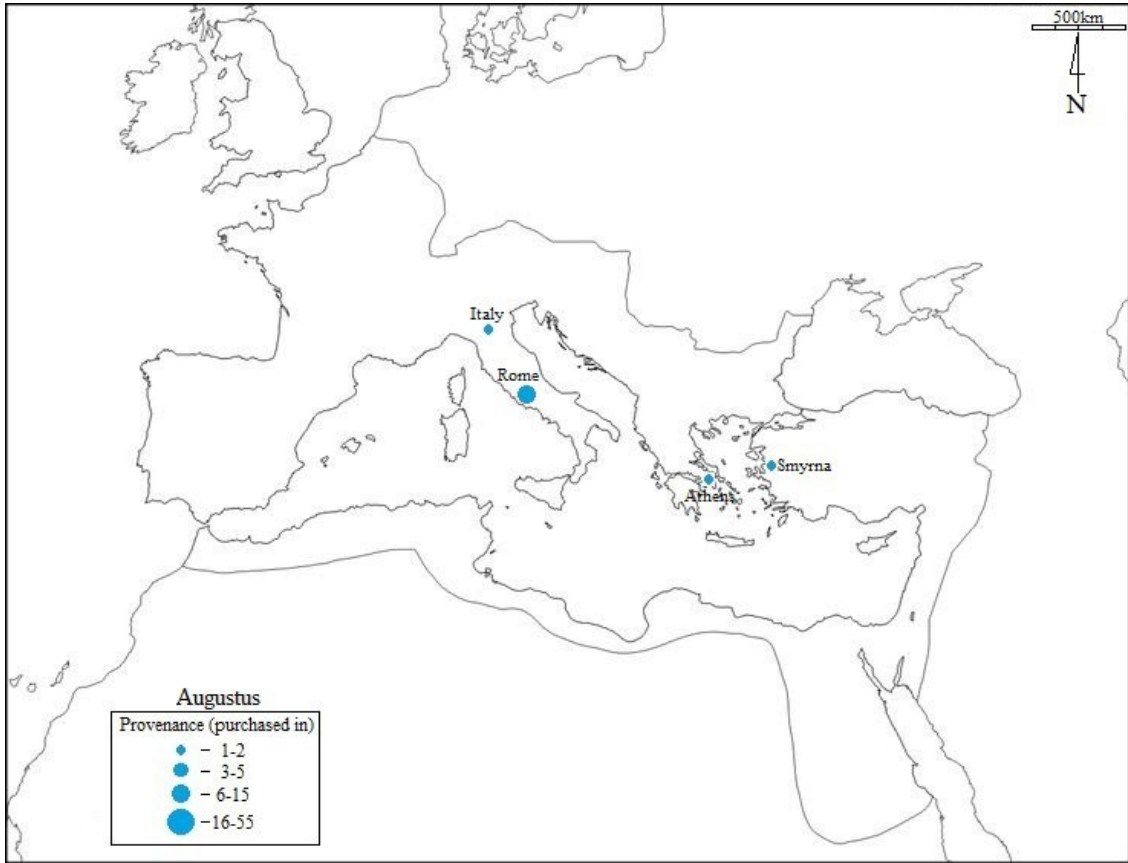 500km
N
Italy
Rome
Smyrna
Athens
Augustus
Provenance (purchased in)
– 1-2
– 3-5
– 6-15
–16-55